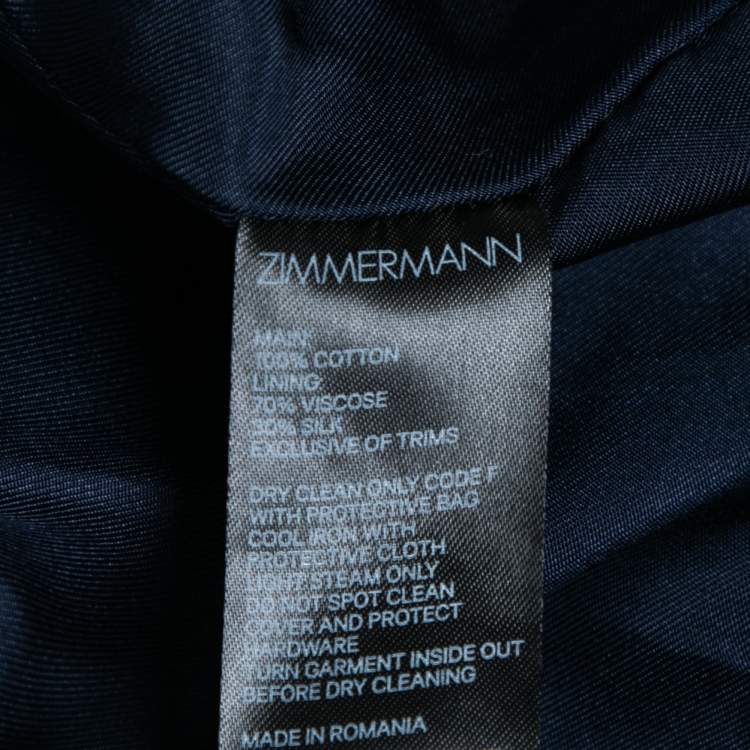 ZIMMERMANN
MAIN:
100% COTTON
LINING:
70% VISCOSE
30% SILK
EXCLUSIVE OF TRIMS
DRY CLEAN ONLY CODE F
WITH PROTECTIVE BAG
COOL IRON WITH
PROTECTIVE CLOTH
LIGHT STEAM ONLY
DO NOT SPOT CLEAN
COVER AND PROTECT
HARDWARE
TURN GARMENT INSIDE OUT
BEFORE DRY CLEANING
MADE IN ROMANIA